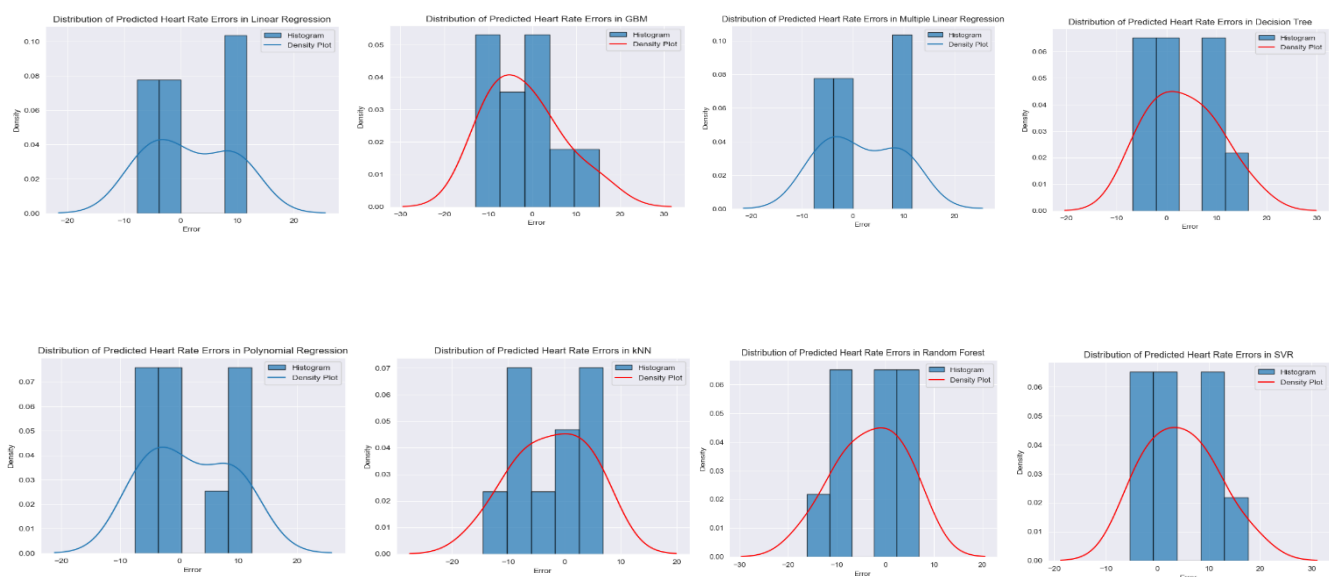 Distribution of Predicted Heart Rate Errors in Linear Regression
Histogram
Density Plot
0.10
0.08
0.06
0.04
0.02
0.00
Density
−20
−10
0
10
20
Error
Distribution of Predicted Heart Rate Errors in GBM
Histogram
Density Plot
0.05
0.04
0.03
0.02
0.01
0.00
Density
−30
−20
−10
0
10
20
30
Error
Distribution of Predicted Heart Rate Errors in Multiple Linear Regression
Histogram
Density Plot
0.10
0.08
0.06
0.04
0.02
0.00
Density
−20
−10
0
10
20
Error
Distribution of Predicted Heart Rate Errors in Decision Tree
Histogram
Density Plot
0.06
0.05
0.04
0.03
0.02
0.01
0.00
Density
−20
−10
0
10
20
30
Error
Distribution of Predicted Heart Rate Errors in Polynomial Regression
Histogram
Density Plot
0.07
0.06
0.05
0.04
0.03
0.02
0.01
0.00
Density
−20
−10
0
10
20
Error
Distribution of Predicted Heart Rate Errors in kNN
Histogram
Density Plot
0.07
0.06
0.05
0.04
0.03
0.02
0.01
0.00
Density
−20
−10
0
10
20
Error
Distribution of Predicted Heart Rate Errors in Random Forest
Histogram
Density Plot
0.06
0.05
0.04
0.03
0.02
0.01
0.00
Density
−30
−20
−10
0
10
20
Error
Distribution of Predicted Heart Rate Errors in SVR
Histogram
Density Plot
0.06
0.05
0.04
0.03
0.02
0.01
0.00
Density
−20
−10
0
10
20
30
Error